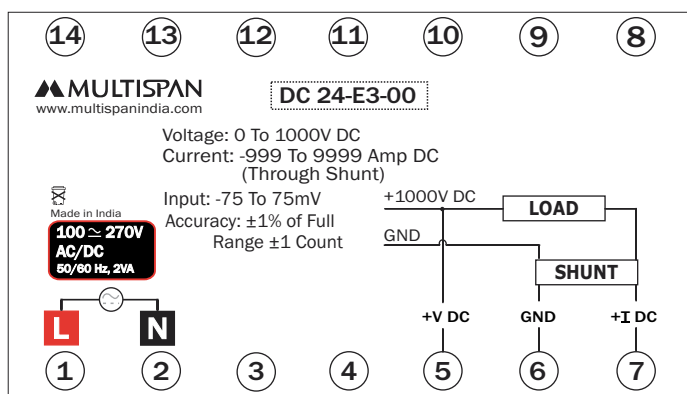 14 13 12 11 10 9 8
MULTISPAN
www.multispanindia.com
DC 24-E3-00
Voltage: 0 To 1000V DC
Current: -999 To 9999 Amp DC
(Through Shunt)
Input: -75 To 75mV
Accuracy: ±1% of Full
Range ±1 Count
Made in India
100 ≃ 270V
AC/DC
50/60 Hz, 2VA
L N
+1000V DC
LOAD
GND
SHUNT
+V DC GND +I DC
1 2 3 4 5 6 7